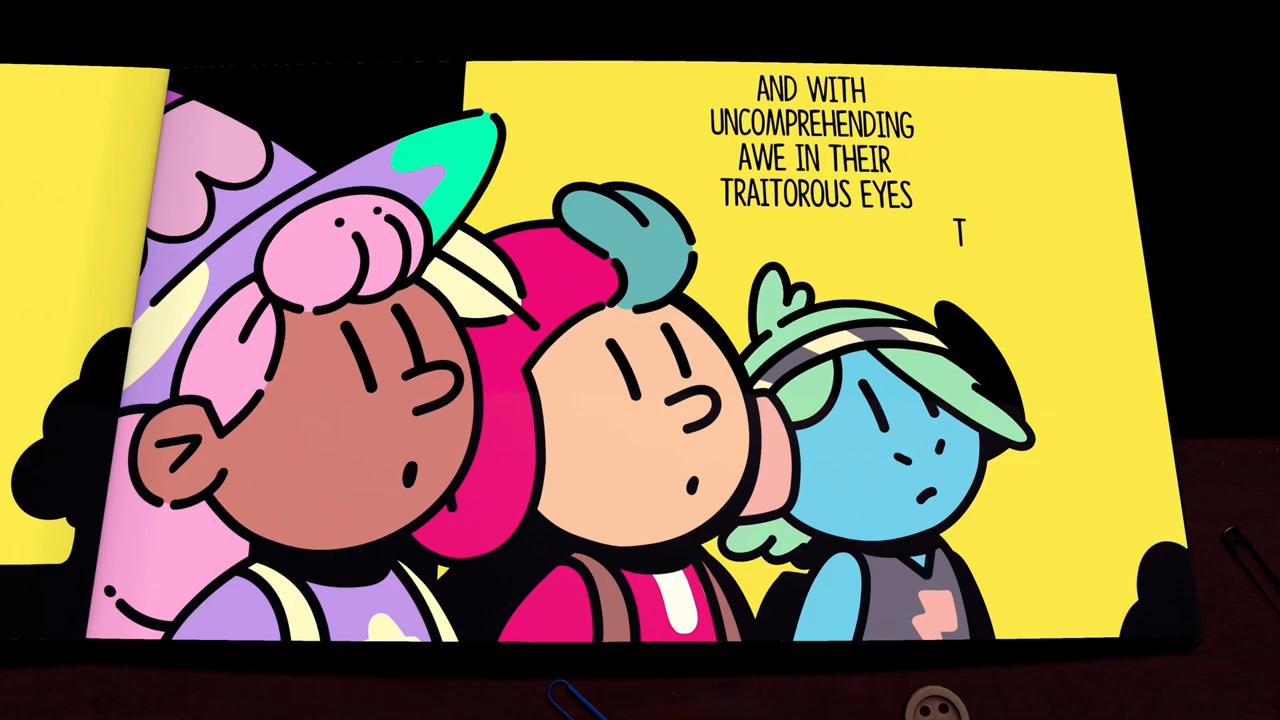 AND WITH
UNCOMPREHENDING
AWE IN THEIR
TRAITOROUS EYES
T